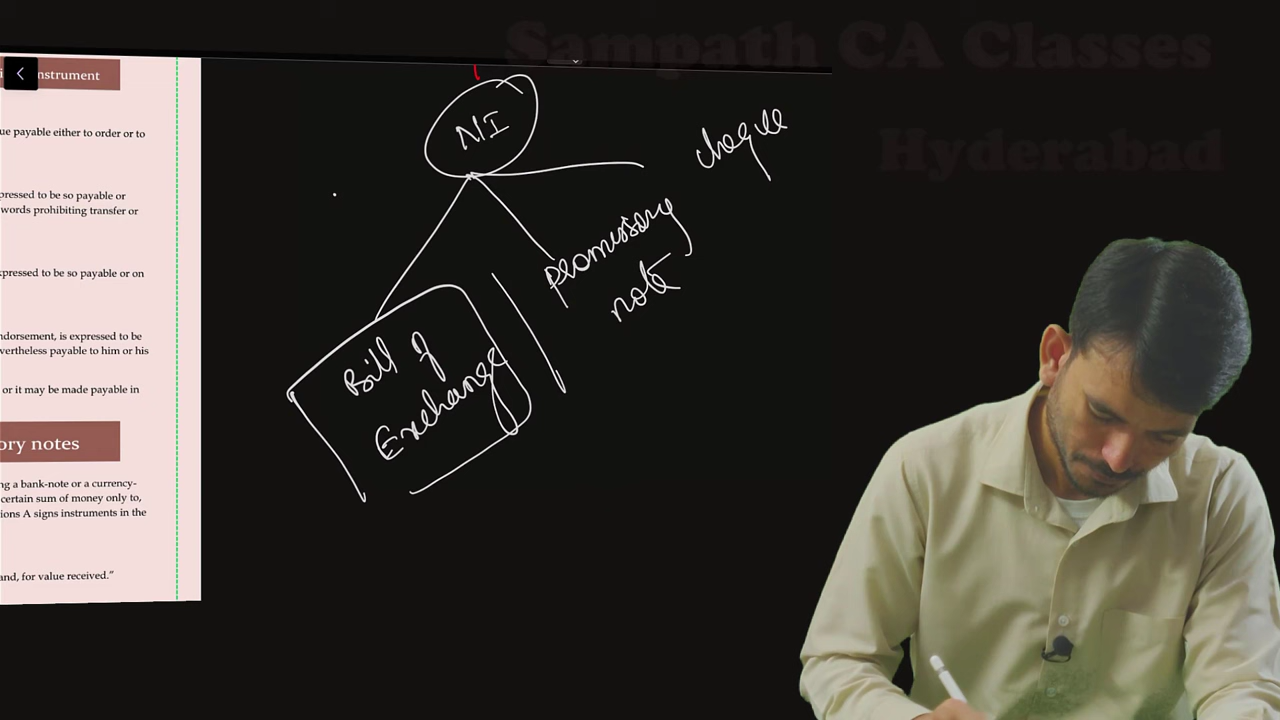 Sampath CA Classes
Hyderabad
nstrument
ue payable either to order or to
pressed to be so payable or
words prohibiting transfer or
xpressed to be so payable or on
ndorsement, is expressed to be
vertheless payable to him or his
or it may be made payable in
ory notes
ng a bank-note or a currency-
certain sum of money only to,
ions A signs instruments in the
and, for value received.”
NI
cheque
promissory
note
Bill of
Exchange